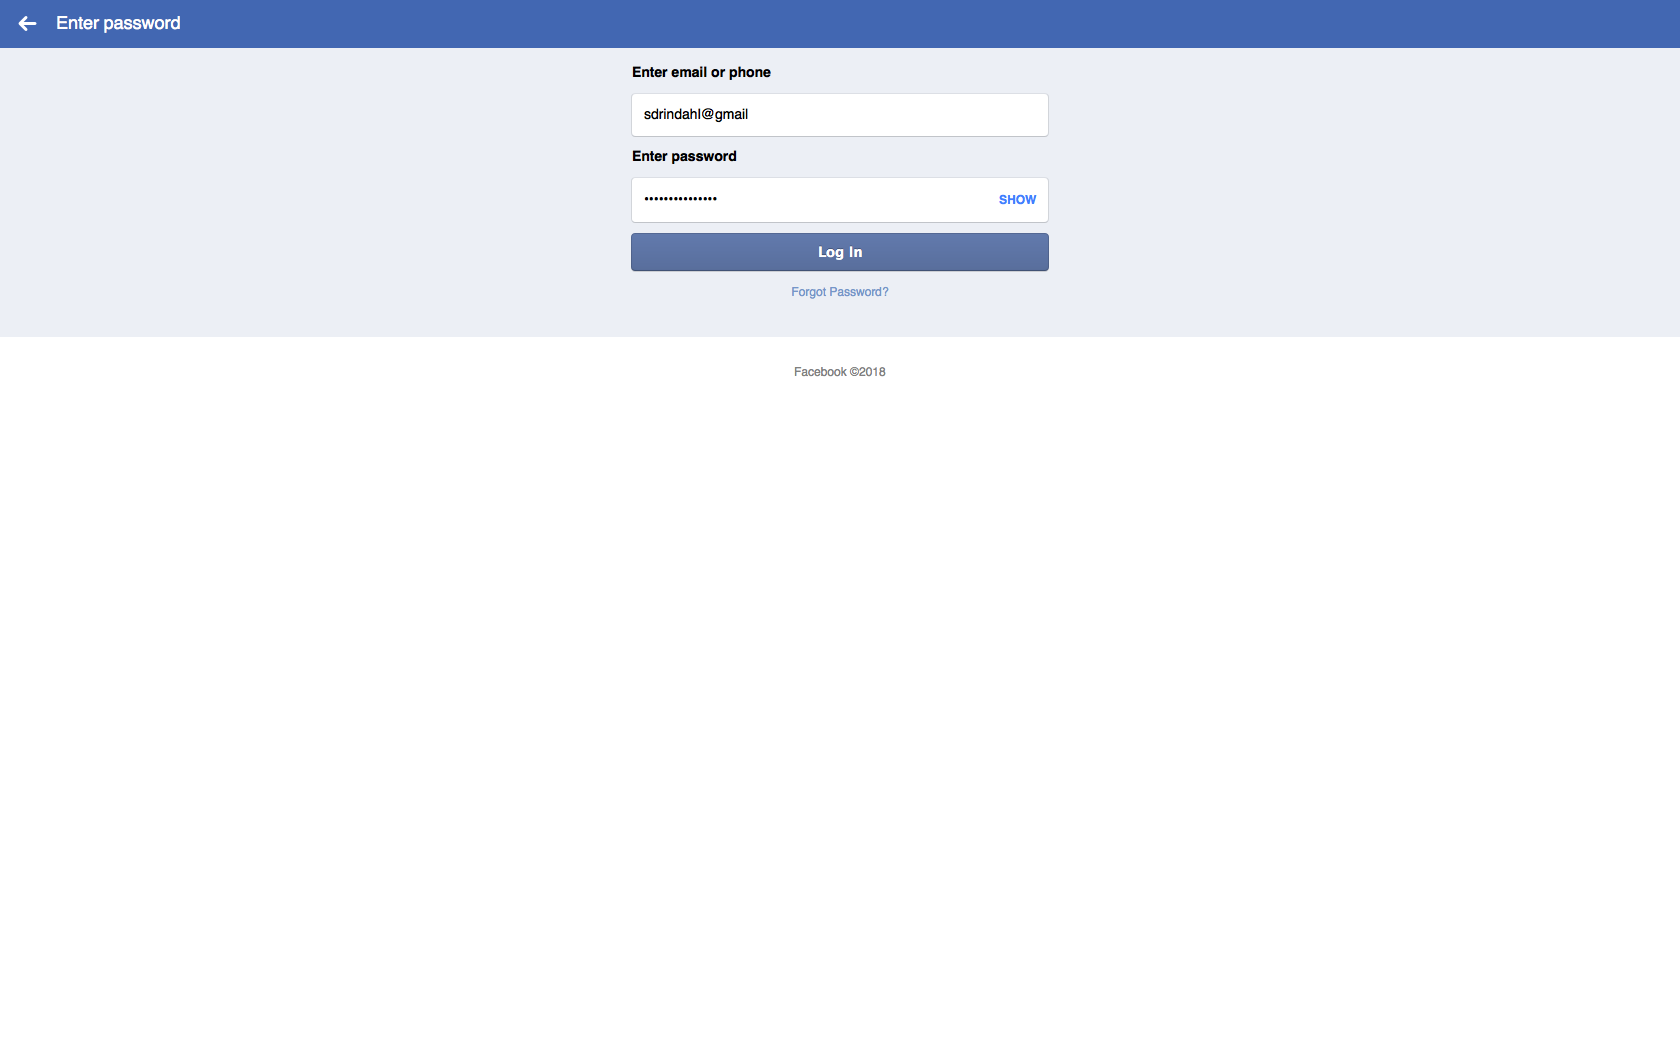 Enter password
Enter email or phone
sdrindahl@gmail
Enter password
•••••••••••••••
SHOW
Log In
Forgot Password?
Facebook ©2018